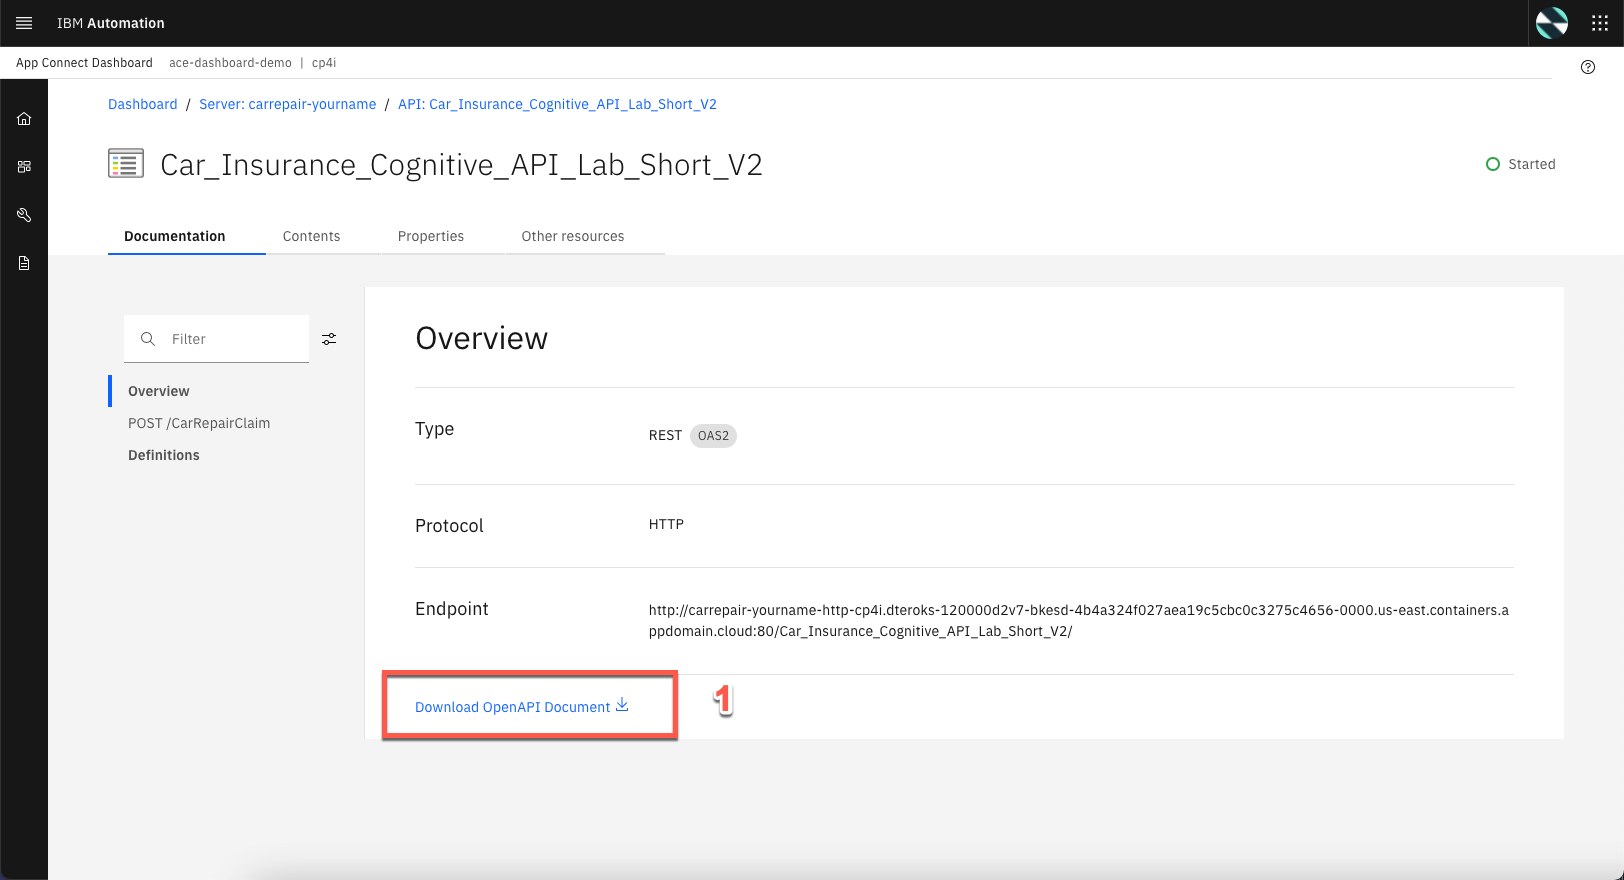 IBM Automation
App Connect Dashboard ace-dashboard-demo | cp4i
Dashboard / Server: carrepair-yourname / API: Car_Insurance_Cognitive_API_Lab_Short_V2
Car_Insurance_Cognitive_API_Lab_Short_V2
Started
Documentation Contents Properties Other resources
Filter
Overview
POST /CarRepairClaim
Definitions
Overview
Type
REST OAS2
Protocol
HTTP
Endpoint
http://carrepair-yourname-http-cp4i.dteroks-120000d2v7-bkesd-4b4a324f027aea19c5cbc0c3275c4656-0000.us-east.containers.a
ppdomain.cloud:80/Car_Insurance_Cognitive_API_Lab_Short_V2/
Download OpenAPI Document
1